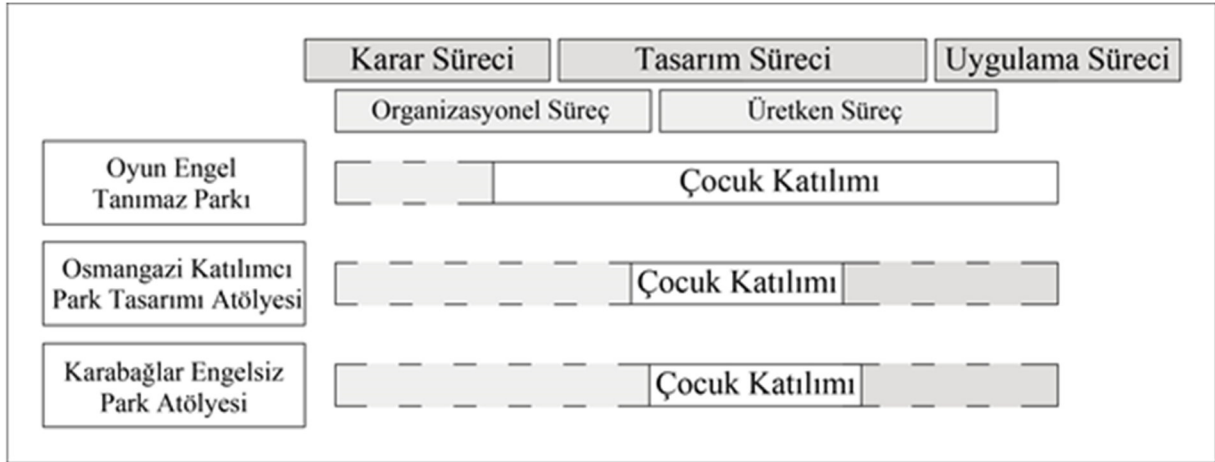 Karar Süreci
Tasarım Süreci
Uygulama Süreci
Organizasyonel Süreç
Üretken Süreç
Oyun Engel
Tanımaz Parkı
Çocuk Katılımı
Osmangazi Katılımcı
Park Tasarımı Atölyesi
Çocuk Katılımı
Karabağlar Engelsiz
Park Atölyesi
Çocuk Katılımı